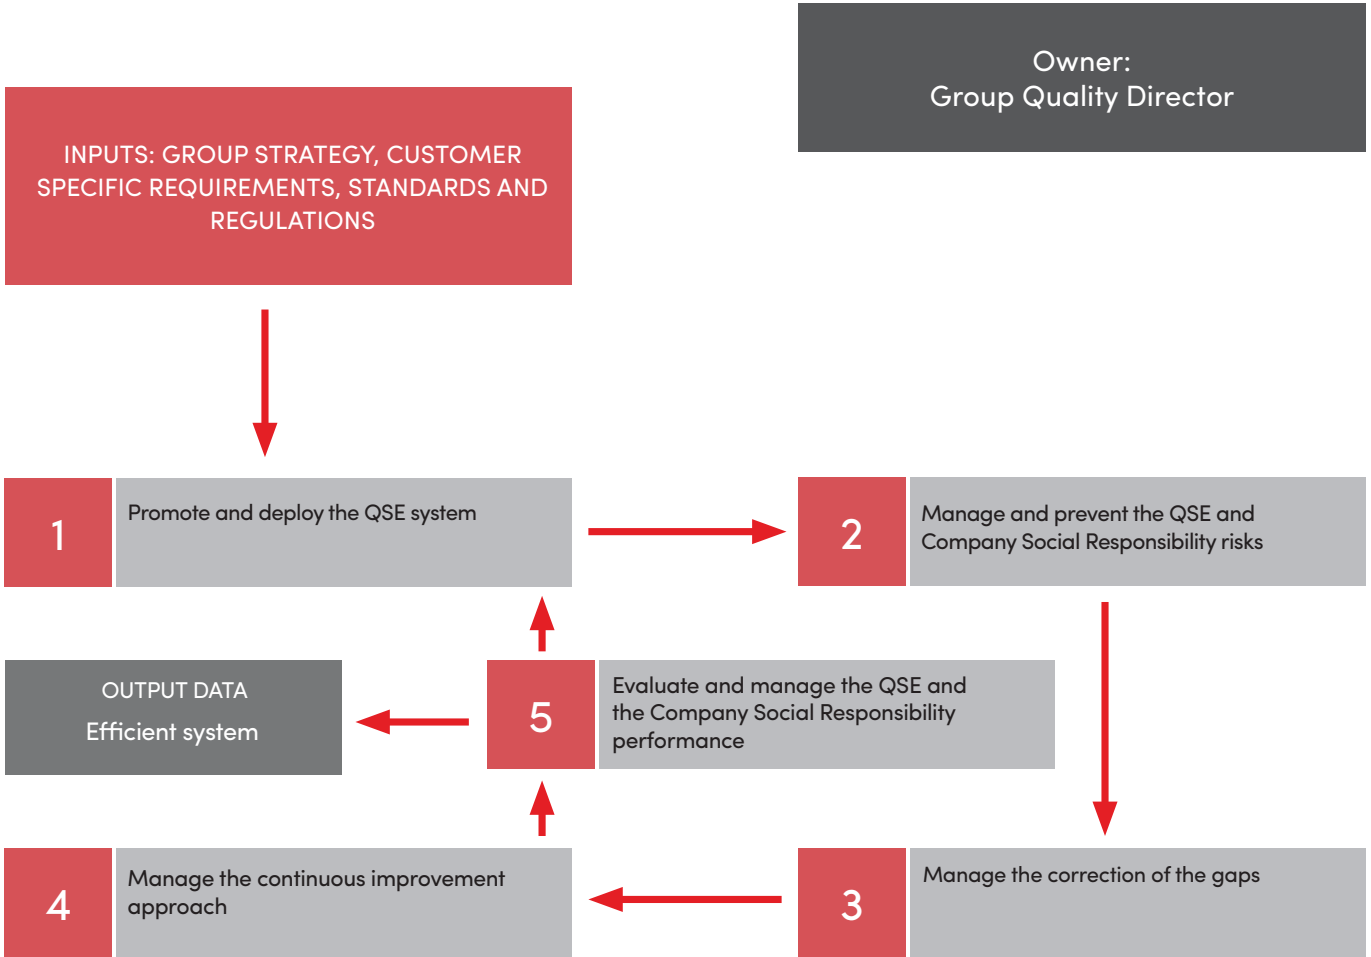 Owner:
Group Quality Director
INPUTS: GROUP STRATEGY, CUSTOMER
SPECIFIC REQUIREMENTS, STANDARDS AND
REGULATIONS
1
Promote and deploy the QSE system
2
Manage and prevent the QSE and
Company Social Responsibility risks
OUTPUT DATA
Efficient system
5
Evaluate and manage the QSE and
the Company Social Responsibility
performance
4
Manage the continuous improvement
approach
3
Manage the correction of the gaps